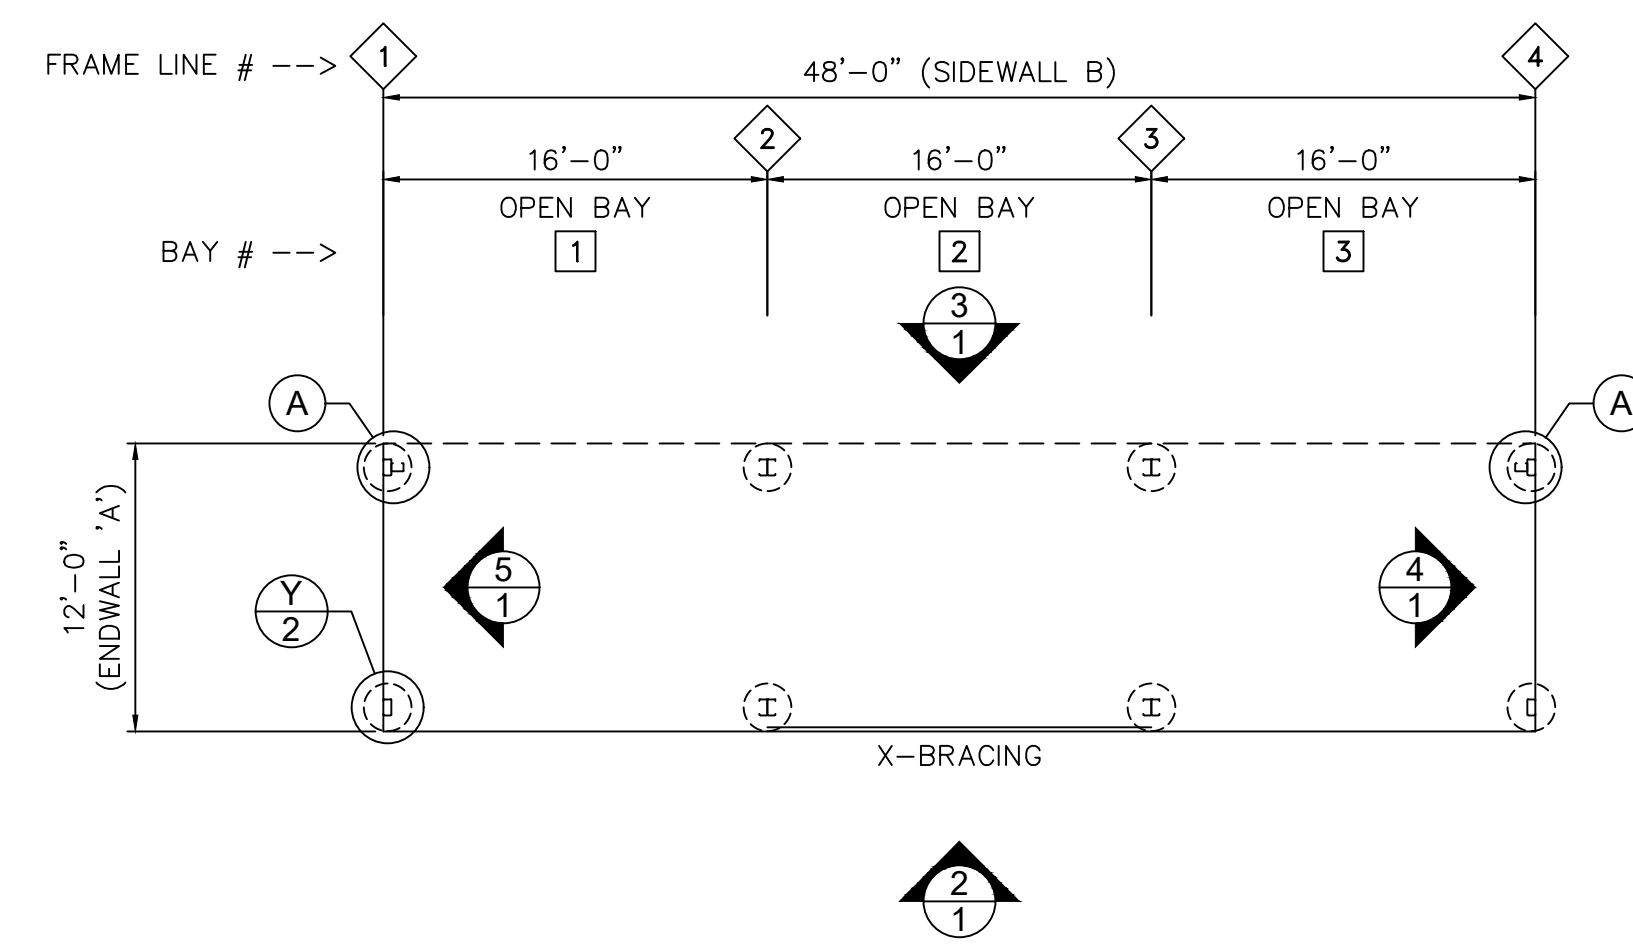 FRAME LINE # -->
1
4
48'-0" (SIDEWALL B)
2
3
16'-0"
16'-0"
16'-0"
OPEN BAY
OPEN BAY
OPEN BAY
BAY # -->
1
2
3
3
1
A
A
12'-0"
(ENDWALL 'A')
5
1
4
1
Y
2
X-BRACING
2
1